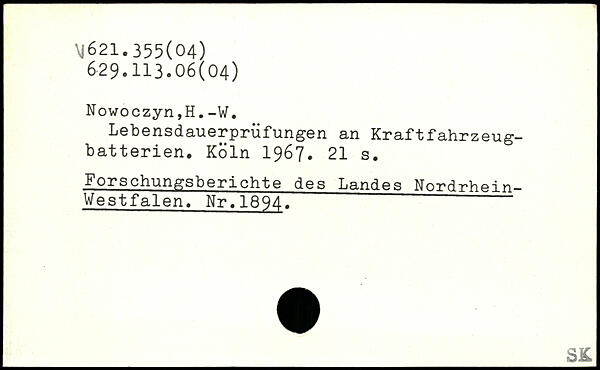 V621.355(04)
629.113.06(04)
Nowoczyn,H.-W.
Lebensdauerprüfungen an Kraftfahrzeug-
batterien. Köln 1967. 21 s.
Forschungsberichte des Landes Nordrhein-
Westfalen. Nr.1894.
SK